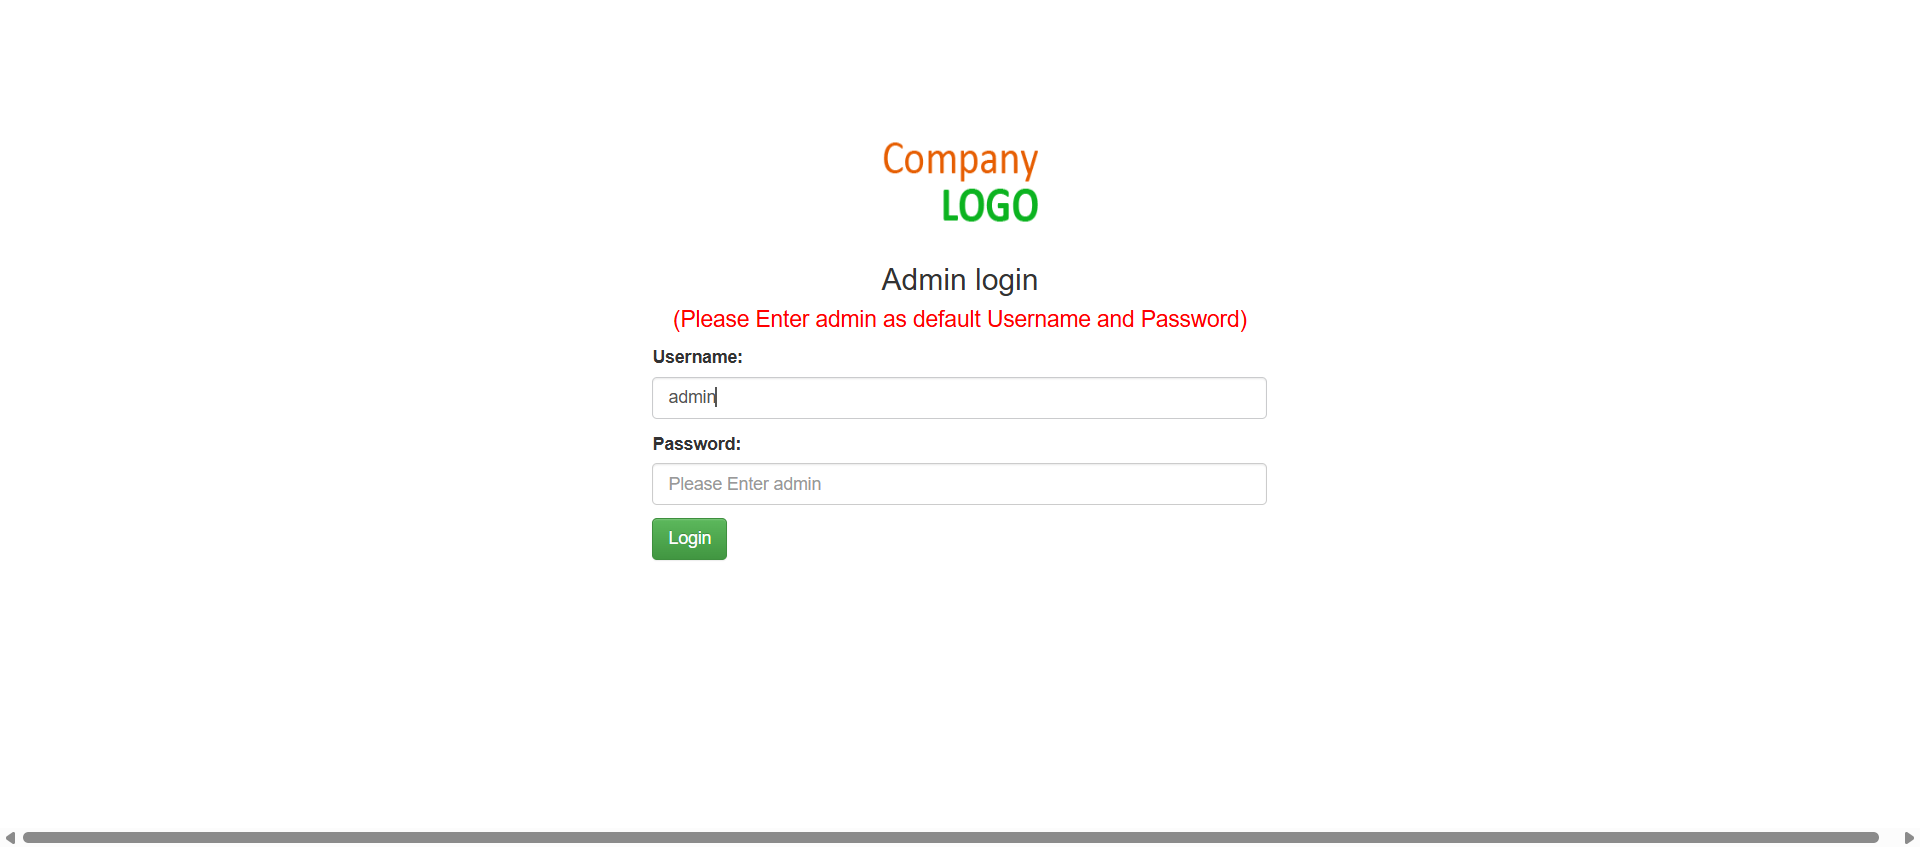 Company
LOGO
Admin login
(Please Enter admin as default Username and Password)
Username:
admin
Password:
Please Enter admin
Login